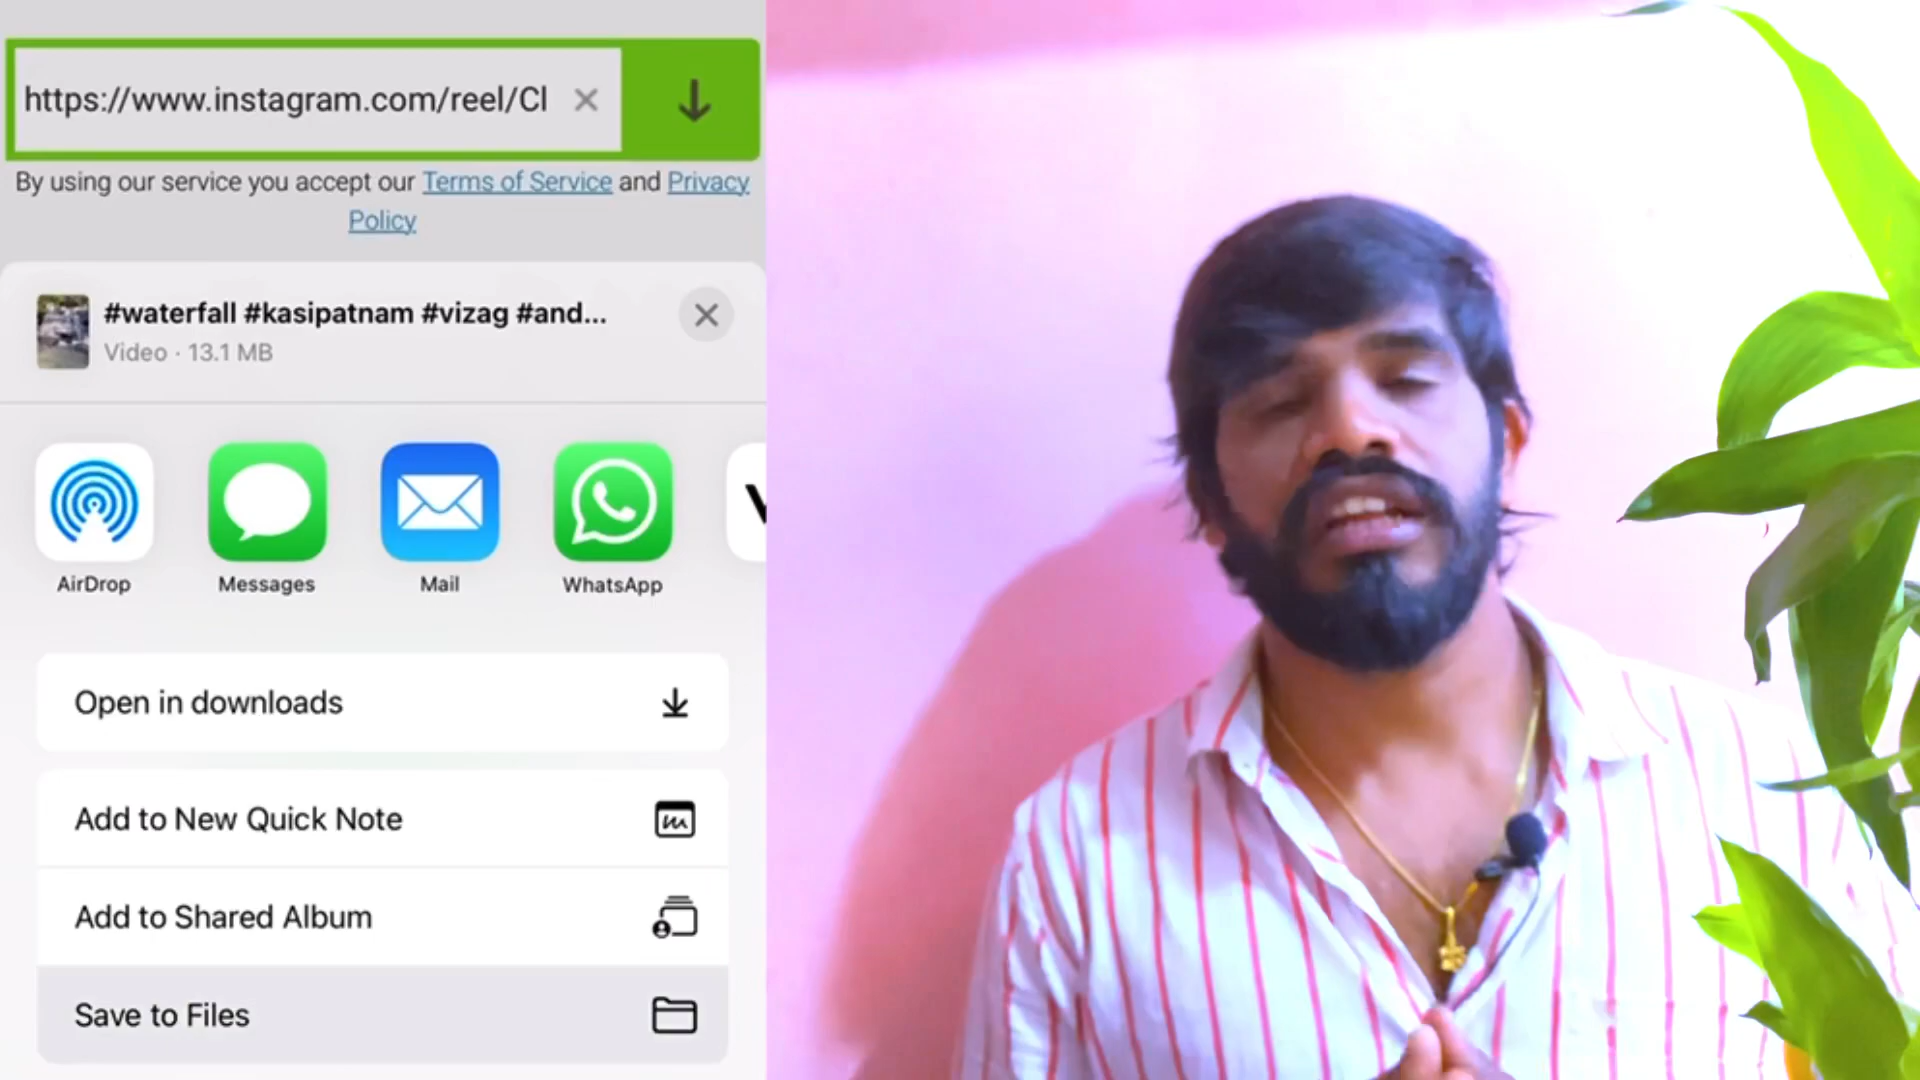 https://www.instagram.com/reel/Cl
By using our service you accept our Terms of Service and Privacy
Policy
#waterfall #kasipatnam #vizag #and...
Video · 13.1 MB
AirDrop
Messages
Mail
WhatsApp
Open in downloads
Add to New Quick Note
Add to Shared Album
Save to Files